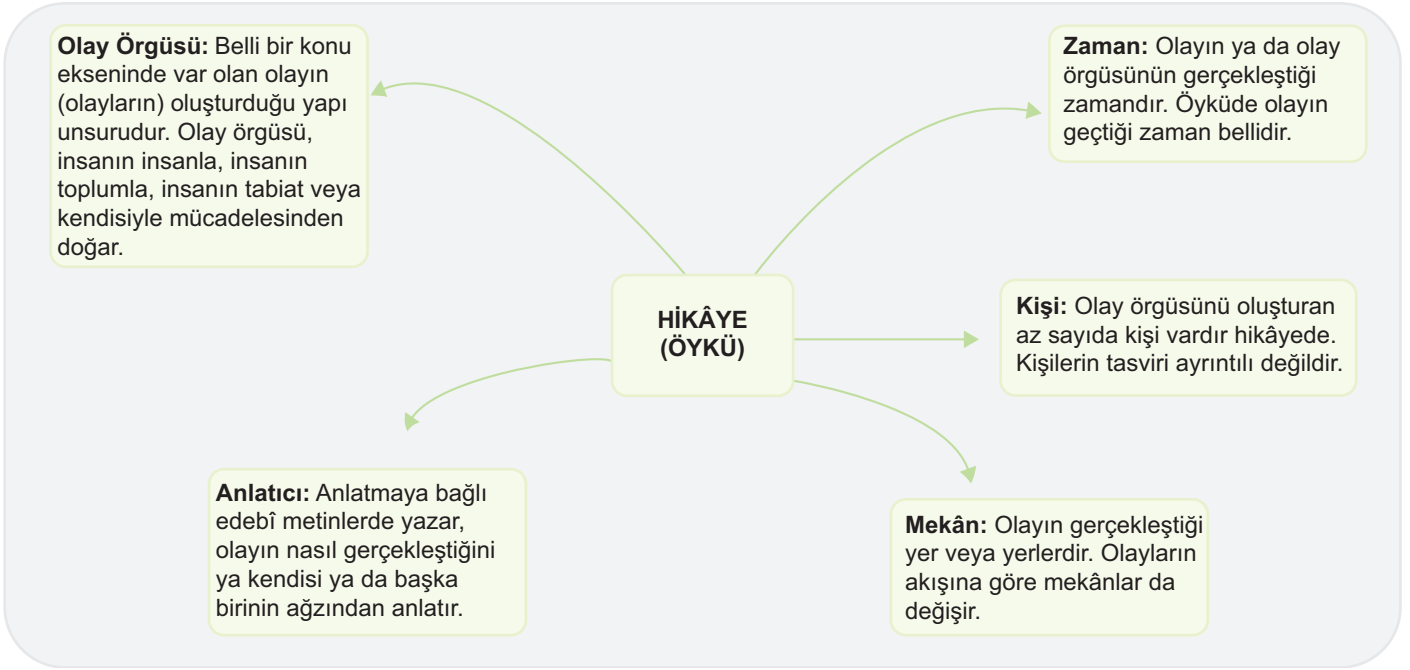 Olay Örgüsü: Belli bir konu
ekseninde var olan olayın
(olayların) oluşturduğu yapı
unsurudur. Olay örgüsü,
insanın insanla, insanın
toplumla, insanın tabiat veya
kendisiyle mücadelesinden
doğar.
Zaman: Olayın ya da olay
örgüsünün gerçekleştiği
zamandır. Öyküde olayın
geçtiği zaman bellidir.
HİKÂYE
(ÖYKÜ)
Kişi: Olay örgüsünü oluşturan
az sayıda kişi vardır hikâyede.
Kişilerin tasviri ayrıntılı değildir.
Anlatıcı: Anlatmaya bağlı
edebî metinlerde yazar,
olayın nasıl gerçekleştiğini
ya kendisi ya da başka
birinin ağzından anlatır.
Mekân: Olayın gerçekleştiği
yer veya yerlerdir. Olayların
akışına göre mekânlar da
değişir.